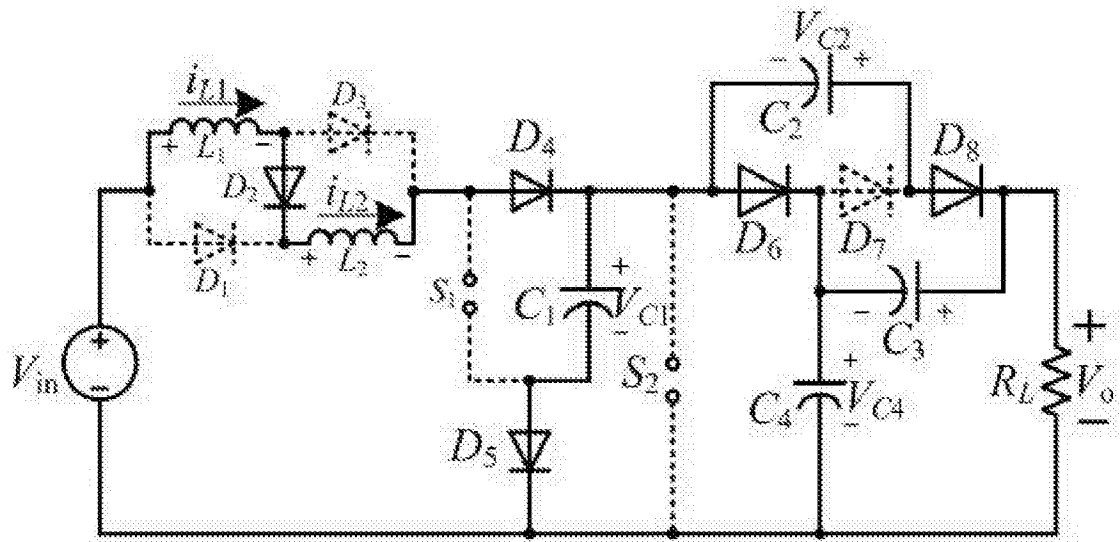 V_C2
− +
C_2
i_L1
D_3
+ L_1 −
D_4
D_8
D_2
i_L2
D_6
D_7
D_1
+ L_2 −
S_1
C_1
+
V_C1
−
− +
C_3
S_2
V_in
+
−
C_4
+
V_C4
−
R_L
+
V_o
−
D_5